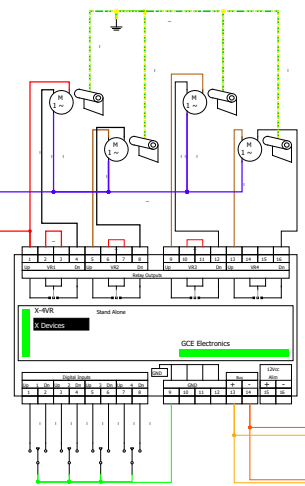 M
1 ~
M
1 ~
M
1 ~
M
1 ~
1 2 3 4 5 6 7 8 9 10 11 12 13 14 15 16
Up VR1 Dn Up VR2 Dn Up VR3 Dn Up VR4 Dn
Relay Outputs
X-4VR
Stand Alone
X Devices
GCE Electronics
12Vcc
GND
Digital Inputs
GND
Bus
Alim
Up 1 Dn Up 2 Dn Up 3 Dn Up 4 Dn
+ - + -
1 2 3 4 5 6 7 8 9 10 11 12 13 14 15 16